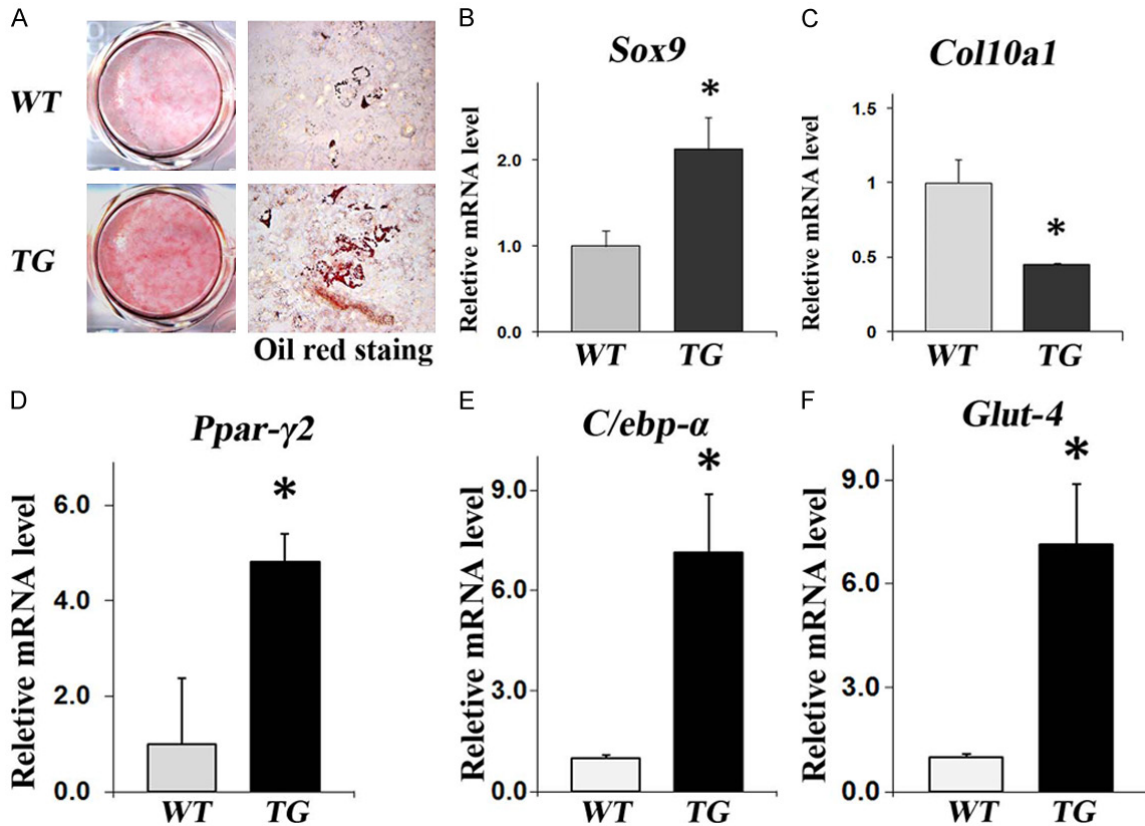 A
WT
TG
Oil red staing
B
Sox9
Reletive mRNA level
*
2.0
1.0
0.0
WT TG
C
Col10a1
Reletive mRNA level
1.5
1
0.5
0
*
WT TG
D
Ppar-γ2
Reletive mRNA level
*
6.0
4.0
2.0
0.0
WT TG
E
C/ebp-α
Reletive mRNA level
*
9.0
6.0
3.0
0.0
WT TG
F
Glut-4
Reletive mRNA level
*
9.0
6.0
3.0
0.0
WT TG